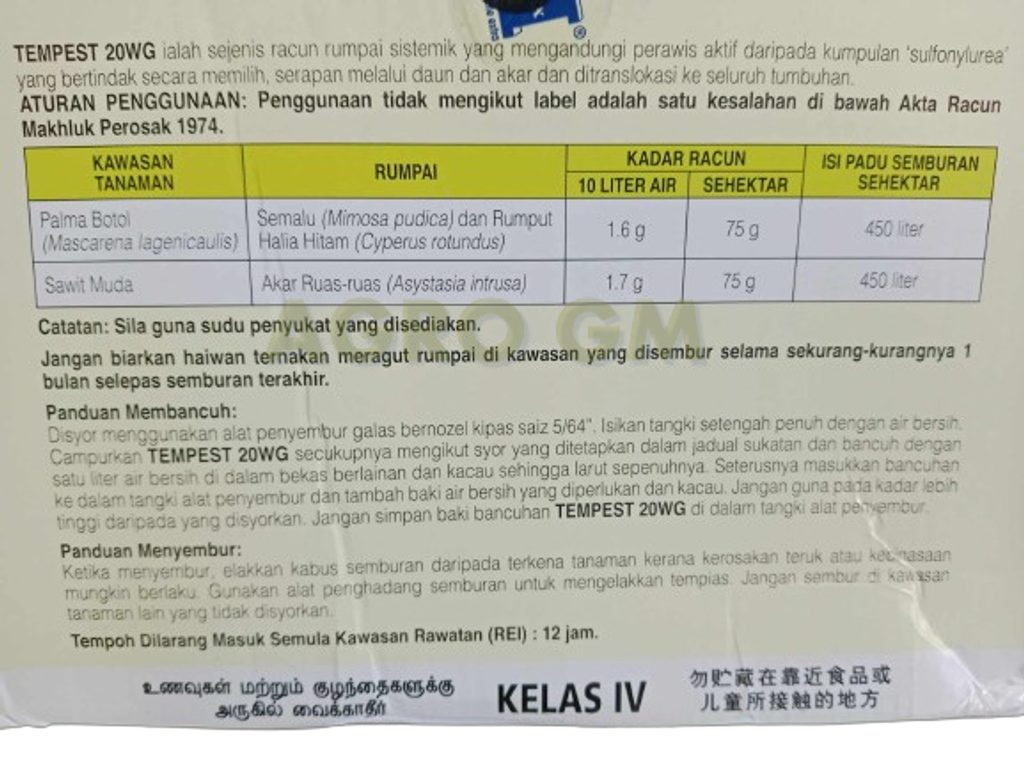 TEMPEST 20WG ialah sejenis racun rumpai sistemik yang mengandungi perawis aktif daripada kumpulan 'sulfonylurea'
yang bertindak secara memilih, serapan melalui daun dan akar dan ditranslokasi ke seluruh tumbuhan.
ATURAN PENGGUNAAN: Penggunaan tidak mengikut label adalah satu kesalahan di bawah Akta Racun
Makhluk Perosak 1974.
KAWASAN TANAMAN RUMPAI KADAR RACUN ISI PADU SEMBURAN SEHEKTAR
10 LITER AIR SEHEKTAR
Palma Botol Semalu (Mimosa pudica) dan Rumput 1.6 g 75 g 450 liter
(Mascarena lagenicaulis) Halia Hitam (Cyperus rotundus)
Sawit Muda Akar Ruas-ruas (Asystasia intrusa) 1.7 g 75 g 450 liter
AGRO GM
Catatan: Sila guna sudu penyukat yang disediakan.
Jangan biarkan haiwan ternakan meragut rumpai di kawasan yang disembur selama sekurang-kurangnya 1
bulan selepas semburan terakhir.
Panduan Membancuh:
Disyor menggunakan alat penyembur galas bernozel kipas saiz 5/64". Isikan tangki setengah penuh dengan air bersih.
Campurkan TEMPEST 20WG secukupnya mengikut syor yang ditetapkan dalam jadual sukatan dan bancuh dengan
satu liter air bersih di dalam bekas berlainan dan kacau sehingga larut sepenuhnya. Seterusnya masukkan bancuhan
ke dalam tangki alat penyembur dan tambah baki air bersih yang diperlukan dan kacau. Jangan guna pada kadar lebih
tinggi daripada yang disyorkan. Jangan simpan baki bancuhan TEMPEST 20WG di dalam tangki alat penyembur.
Panduan Menyembur:
Ketika menyembur, elakkan kabus semburan daripada terkena tanaman kerana kerosakan teruk atau kebinasaan
mungkin berlaku. Gunakan alat penghadang semburan untuk mengelakkan tempias. Jangan sembur di kawasan
tanaman lain yang tidak disyorkan.
Tempoh Dilarang Masuk Semula Kawasan Rawatan (REI) : 12 jam.
உணவுகள் மற்றும் குழந்தைகளுக்கு
அருகில் வைக்காதீர்
KELAS IV
勿贮藏在靠近食品或
儿童所接触的地方